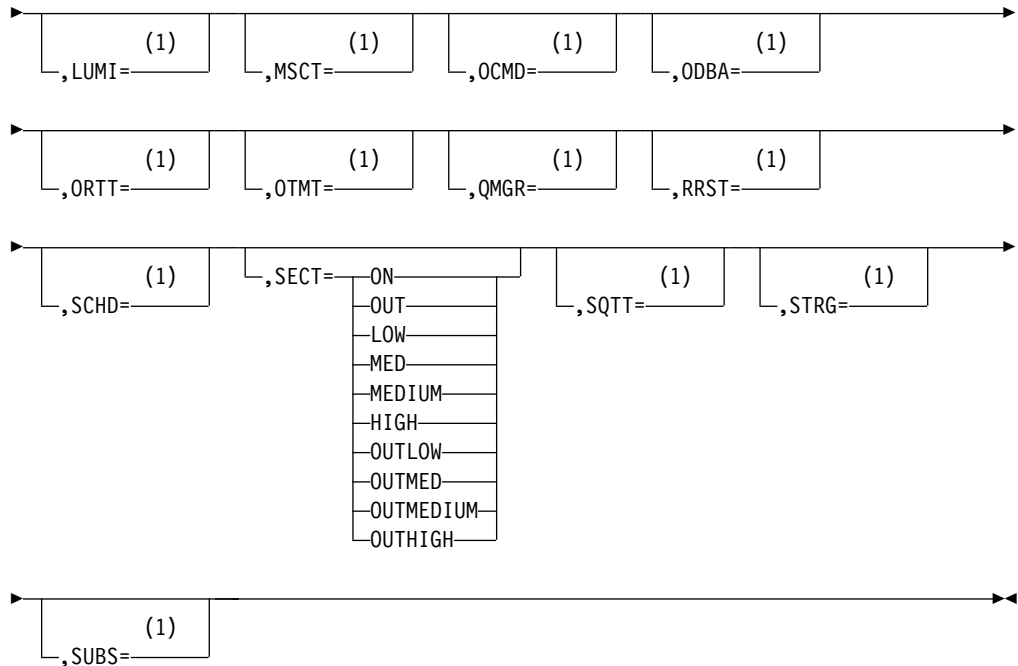 (1) (1) (1) (1)
,LUMI= ,MSCT= ,OCMD= ,ODBA=
(1) (1) (1) (1)
,ORTT= ,OTMT= ,QMGR= ,RRST=
(1) ,SECT= ON (1) (1)
,SCHD= OUT ,SQTT= ,STRG=
LOW
MED
MEDIUM
HIGH
OUTLOW
OUTMED
OUTMEDIUM
OUTHIGH
(1)
,SUBS=